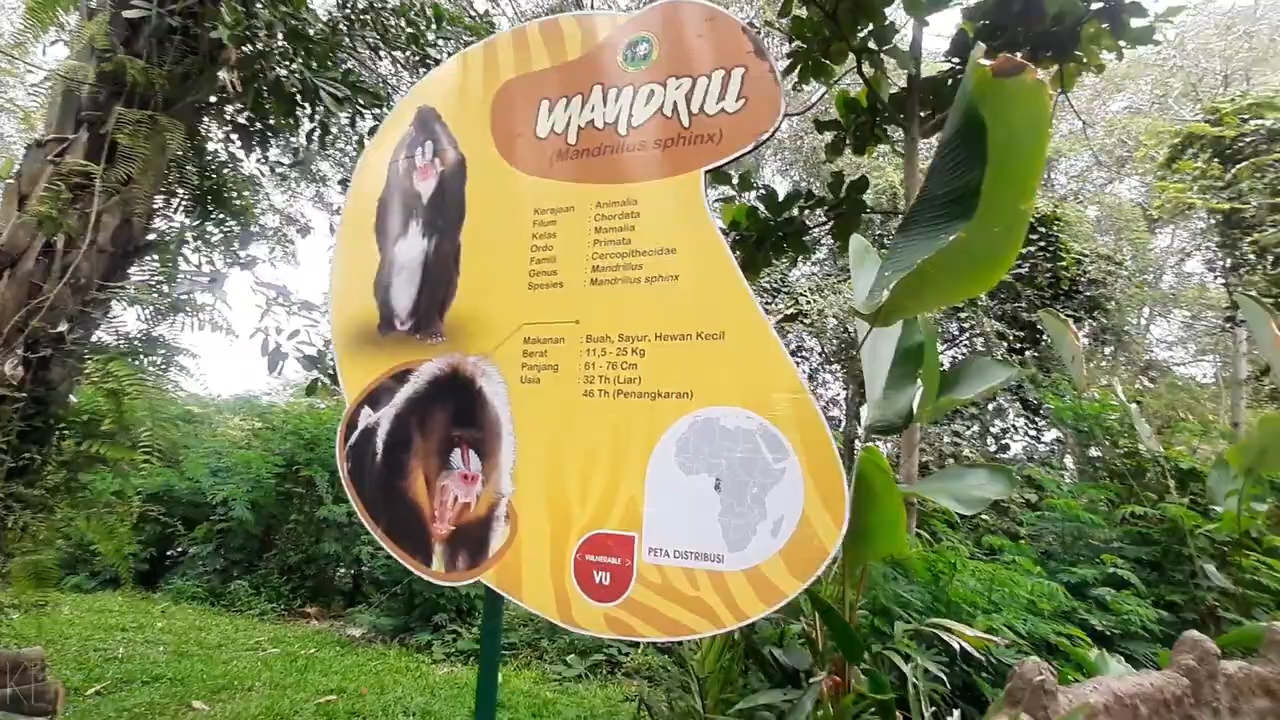 MANDRILL
(Mandrillus sphinx)
Kerajaan : Animalia
Filum : Chordata
Kelas : Mamalia
Ordo : Primata
Famili : Cercopithecidae
Genus : Mandrillus
Spesies : Mandrillus sphinx
Makanan : Buah, Sayur, Hewan Kecil
Berat : 11,5 - 25 Kg
Panjang : 61 - 76 Cm
Usia : 32 Th (Liar)
46 Th (Penangkaran)
PETA DISTRIBUSI
< VULNERABLE >
VU